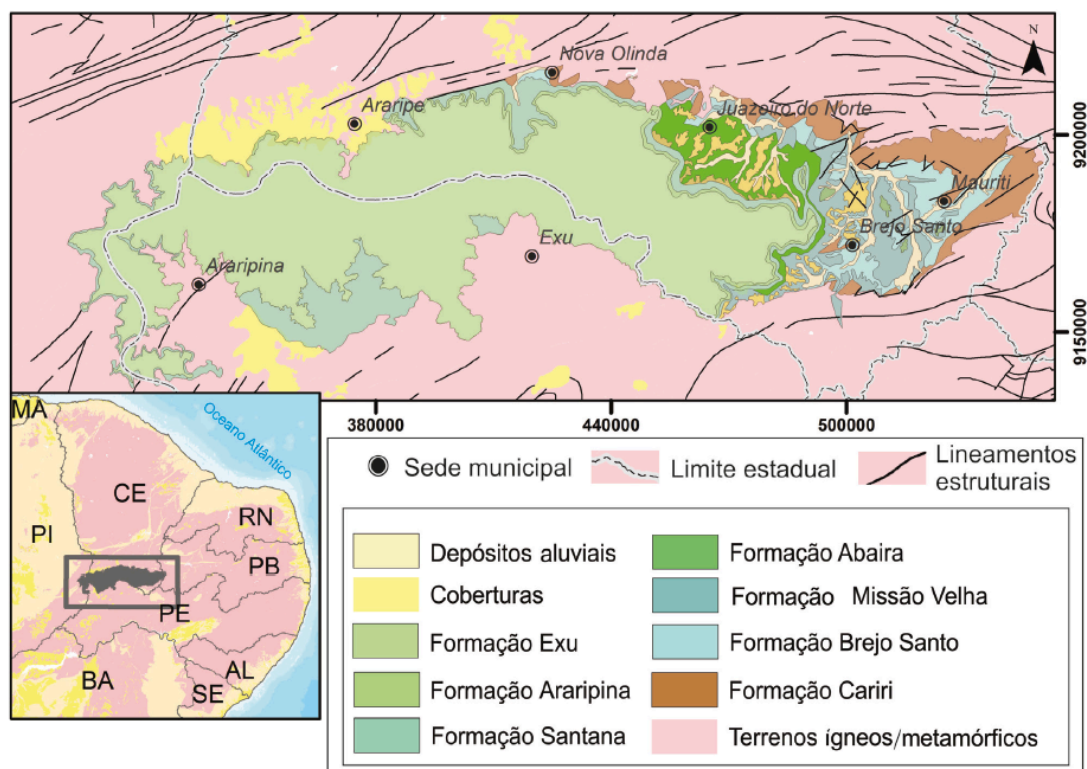 N
Nova Olinda
Araripe
Juazeiro do Norte
Mauriti
Brejo Santo
Exu
Araripina
9200000
9150000
380000
440000
500000
MA
Oceano Atlântico
CE
RN
PI
PB
PE
AL
BA
SE
Sede municipal
Limite estadual
Lineamentos
estruturais
Depósitos aluviais
Coberturas
Formação Exu
Formação Araripina
Formação Santana
Formação Abaira
Formação Missão Velha
Formação Brejo Santo
Formação Cariri
Terrenos ígneos/metamórficos